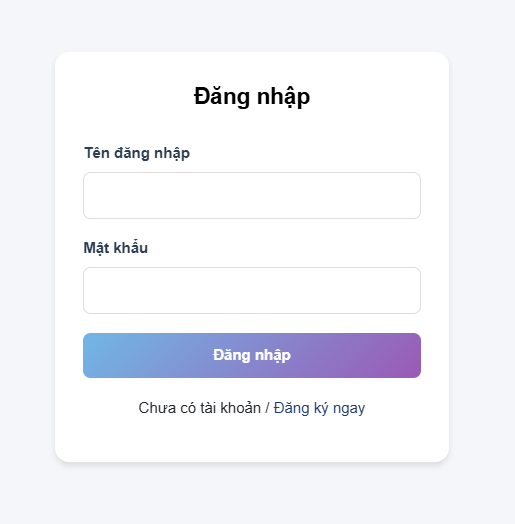 Đăng nhập
Tên đăng nhập
Mật khẩu
Đăng nhập
Chưa có tài khoản / Đăng ký ngay